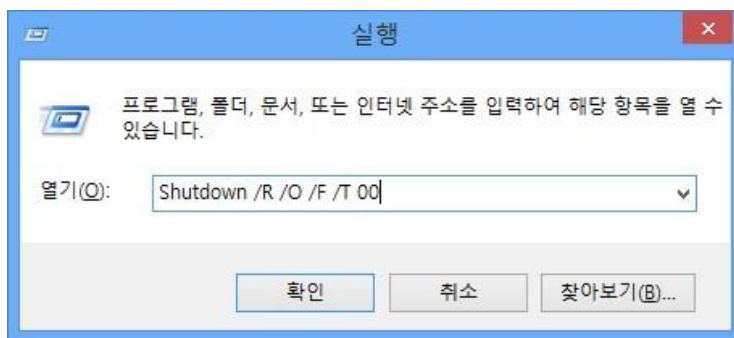 실행
프로그램, 폴더, 문서, 또는 인터넷 주소를 입력하여 해당 항목을 열 수
있습니다.
열기(O): Shutdown /R /O /F /T 00
확인 취소 찾아보기(B)...